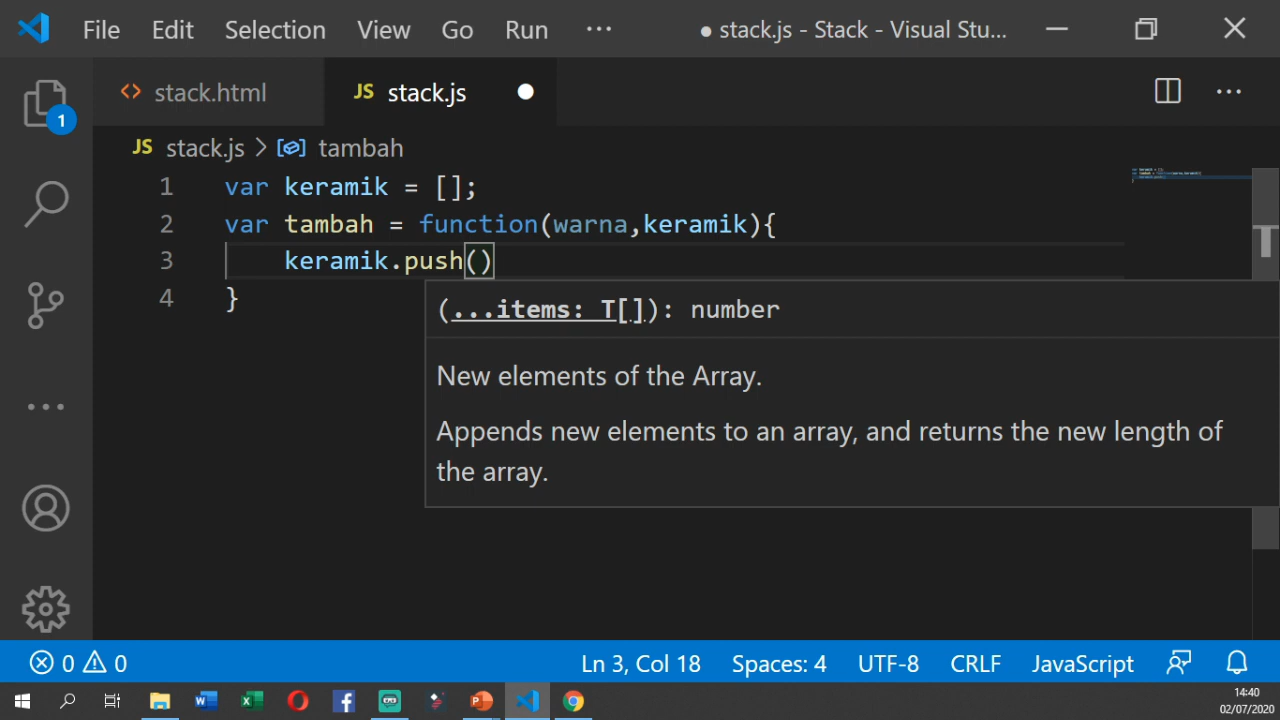 File Edit Selection View Go Run ··· ● stack.js - Stack - Visual Stu...
<> stack.html JS stack.js ● ···
1
JS stack.js > tambah
1 var keramik = [];
2 var tambah = function(warna,keramik){
3 keramik.push()
4 }
(...items: T[]): number
New elements of the Array.
Appends new elements to an array, and returns the new length of
the array.
0 0 Ln 3, Col 18 Spaces: 4 UTF-8 CRLF JavaScript
14:40
02/07/2020